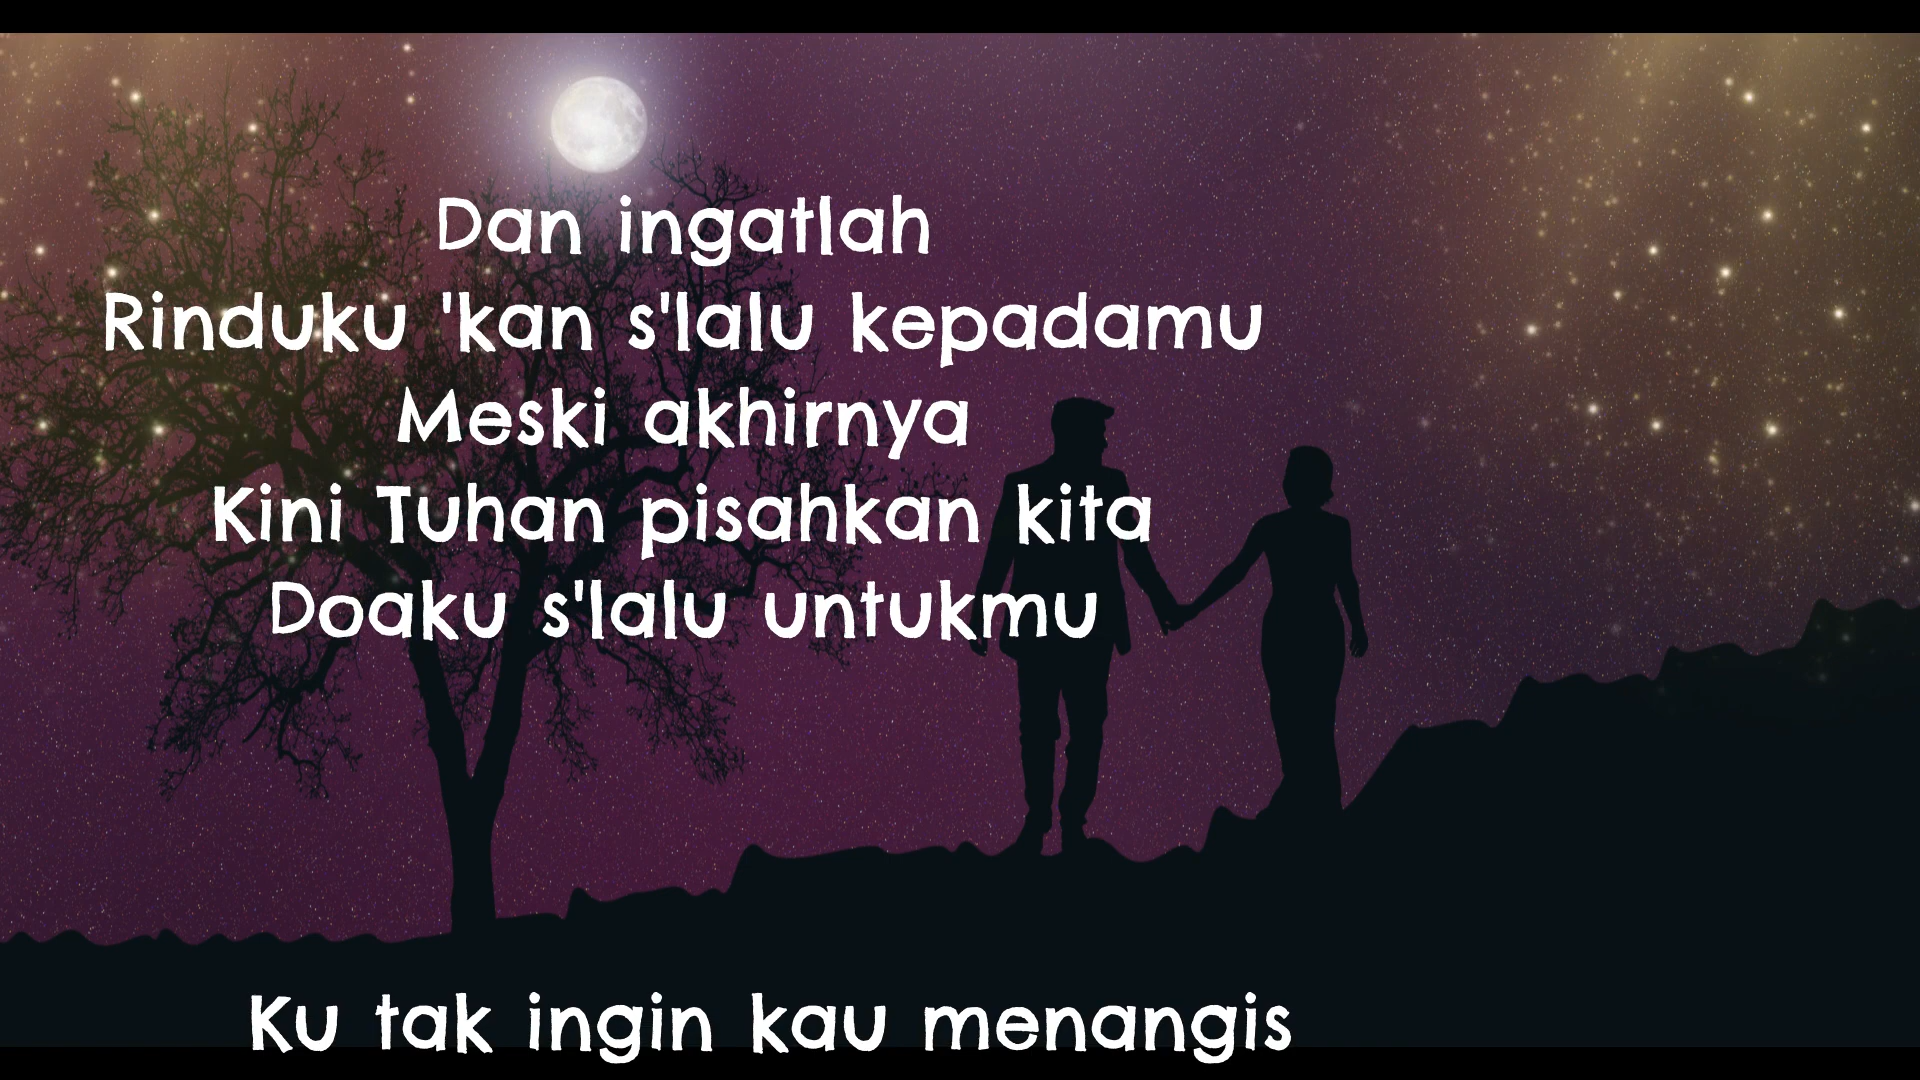 Dan ingatlah
Rinduku 'kan s'lalu kepadamu
Meski akhirnya
Kini Tuhan pisahkan kita
Doaku s'lalu untukmu
Ku tak ingin kau menangis